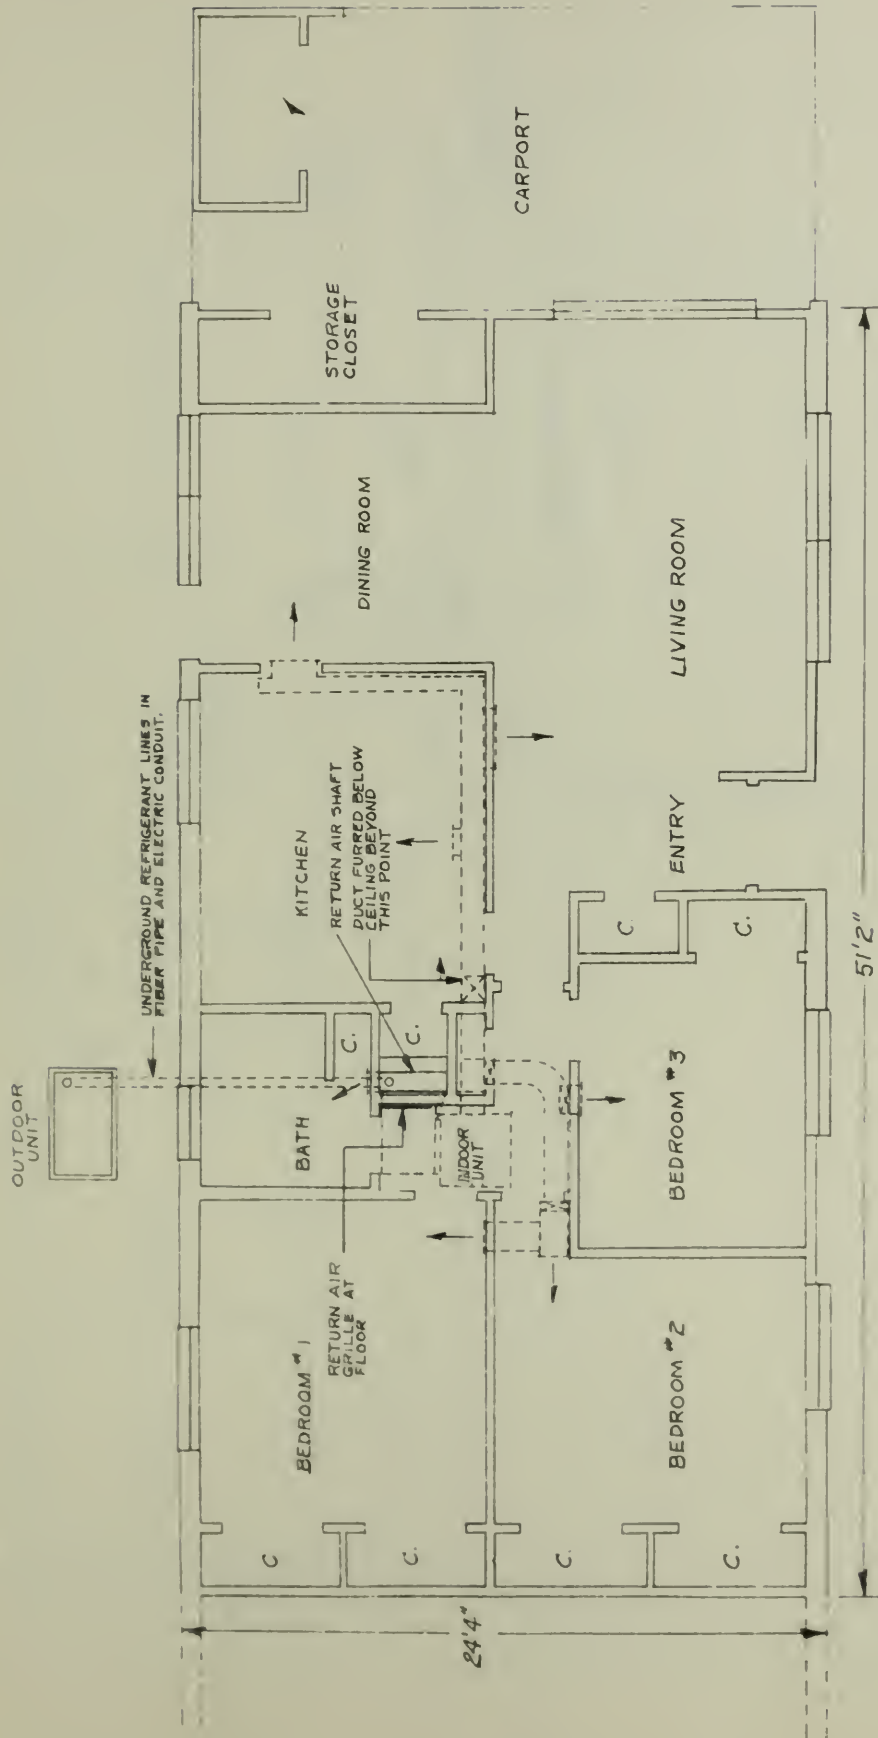 OUTDOOR
UNIT
UNDERGROUND REFRIGERANT LINES IN
FIBER PIPE AND ELECTRIC CONDUIT.
BEDROOM #1
RETURN AIR
GRILLE AT
FLOOR
BATH
C.
C.
INDOOR
UNIT
KITCHEN
RETURN AIR SHAFT
DUCT FURRED BELOW
CEILING BEYOND
THIS POINT
DINING ROOM
STORAGE
CLOSET
CARPORT
C
C.
C.
C.
BEDROOM #2
BEDROOM #3
C.
C.
ENTRY
LIVING ROOM
24'4"
51'2"